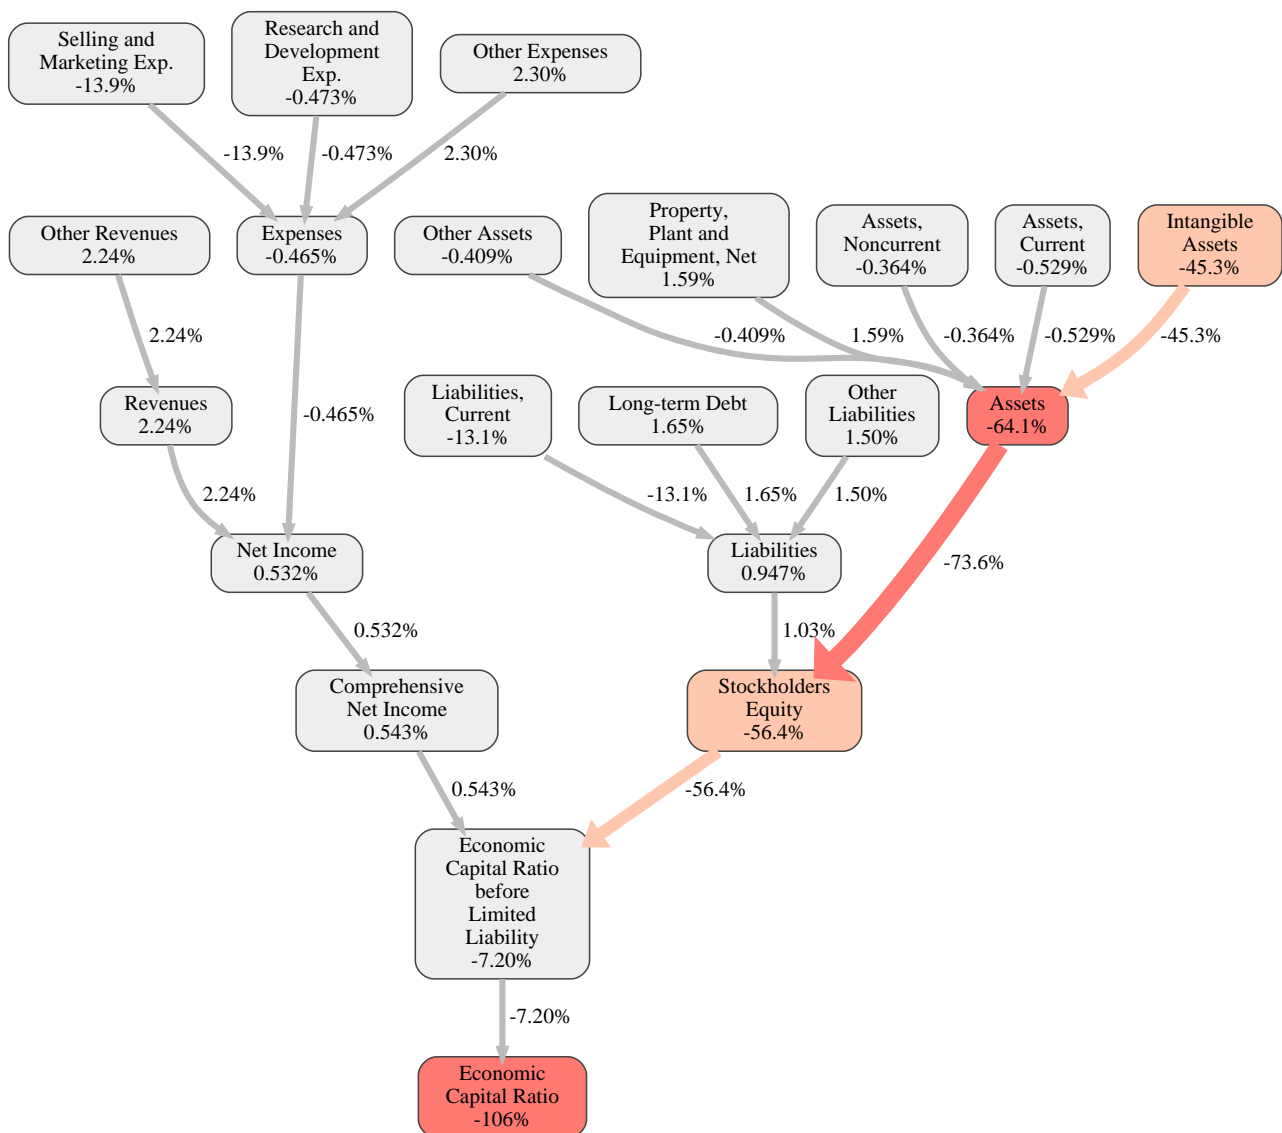 Selling and
Marketing Exp.
-13.9%
Research and
Development
Exp.
-0.473%
Other Expenses
2.30%
-13.9%
-0.473%
2.30%
Other Revenues
2.24%
Expenses
-0.465%
Other Assets
-0.409%
Property,
Plant and
Equipment, Net
1.59%
Assets,
Noncurrent
-0.364%
Assets,
Current
-0.529%
Intangible
Assets
-45.3%
2.24%
-0.409%
1.59%
-0.364%
-0.529%
-45.3%
Revenues
2.24%
-0.465%
Liabilities,
Current
-13.1%
Long-term Debt
1.65%
Other
Liabilities
1.50%
Assets
-64.1%
2.24%
-13.1%
1.65%
1.50%
-73.6%
Net Income
0.532%
Liabilities
0.947%
0.532%
1.03%
Comprehensive
Net Income
0.543%
Stockholders
Equity
-56.4%
0.543%
-56.4%
Economic
Capital Ratio
before
Limited
Liability
-7.20%
-7.20%
Economic
Capital Ratio
-106%